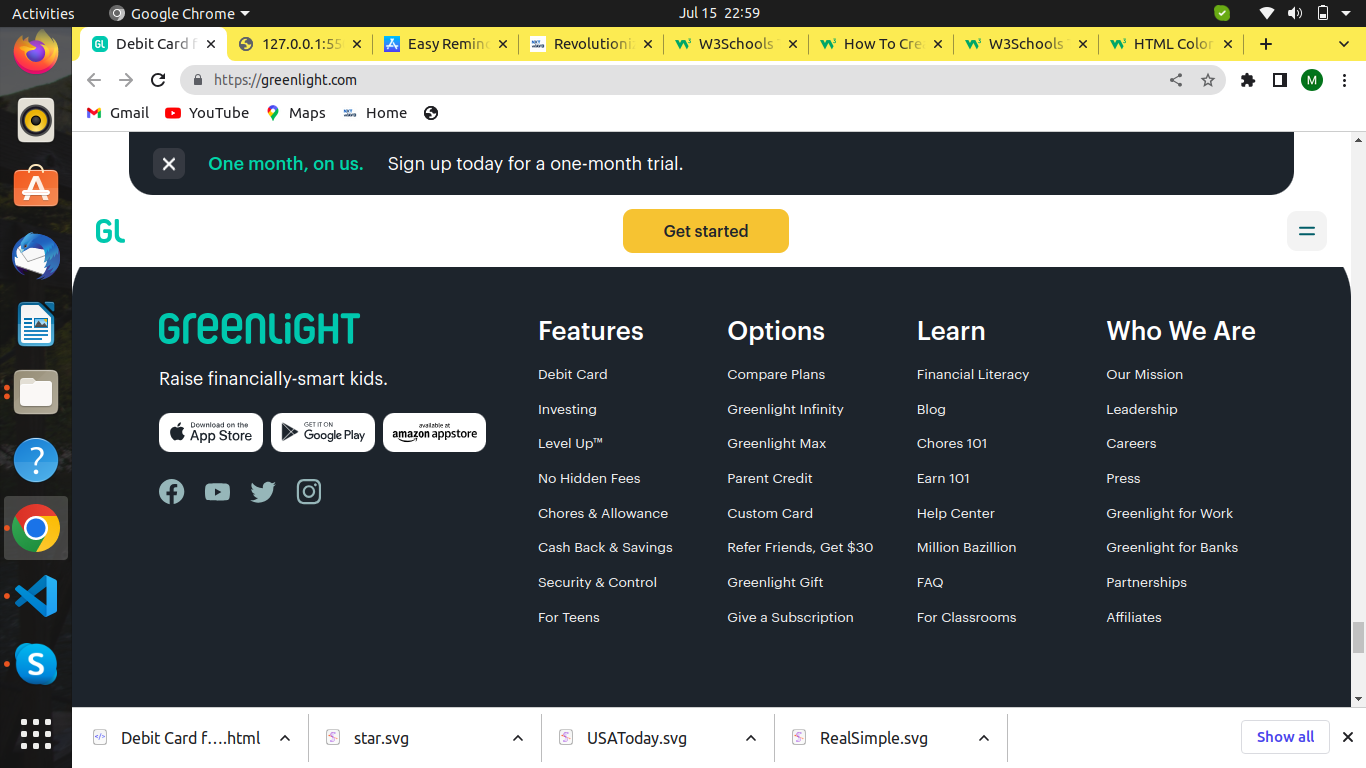 Activities
Google Chrome
Jul 15 22:59
GL
Debit Card f
127.0.0.1:55
Easy Remin
Revolutioni
W3Schools
How To Cre
W3Schools
HTML Color
https://greenlight.com
M
Gmail
YouTube
Maps
Home
One month, on us. Sign up today for a one-month trial.
GL
Get started
GREENLIGHT
Raise financially-smart kids.
Download on the
App Store
GET IT ON
Google Play
available at
amazon appstore
Features
Debit Card
Investing
Level Up™
No Hidden Fees
Chores & Allowance
Cash Back & Savings
Security & Control
For Teens
Options
Compare Plans
Greenlight Infinity
Greenlight Max
Parent Credit
Custom Card
Refer Friends, Get $30
Greenlight Gift
Give a Subscription
Learn
Financial Literacy
Blog
Chores 101
Earn 101
Help Center
Million Bazillion
FAQ
For Classrooms
Who We Are
Our Mission
Leadership
Careers
Press
Greenlight for Work
Greenlight for Banks
Partnerships
Affiliates
Debit Card f....html
star.svg
USAToday.svg
RealSimple.svg
Show all